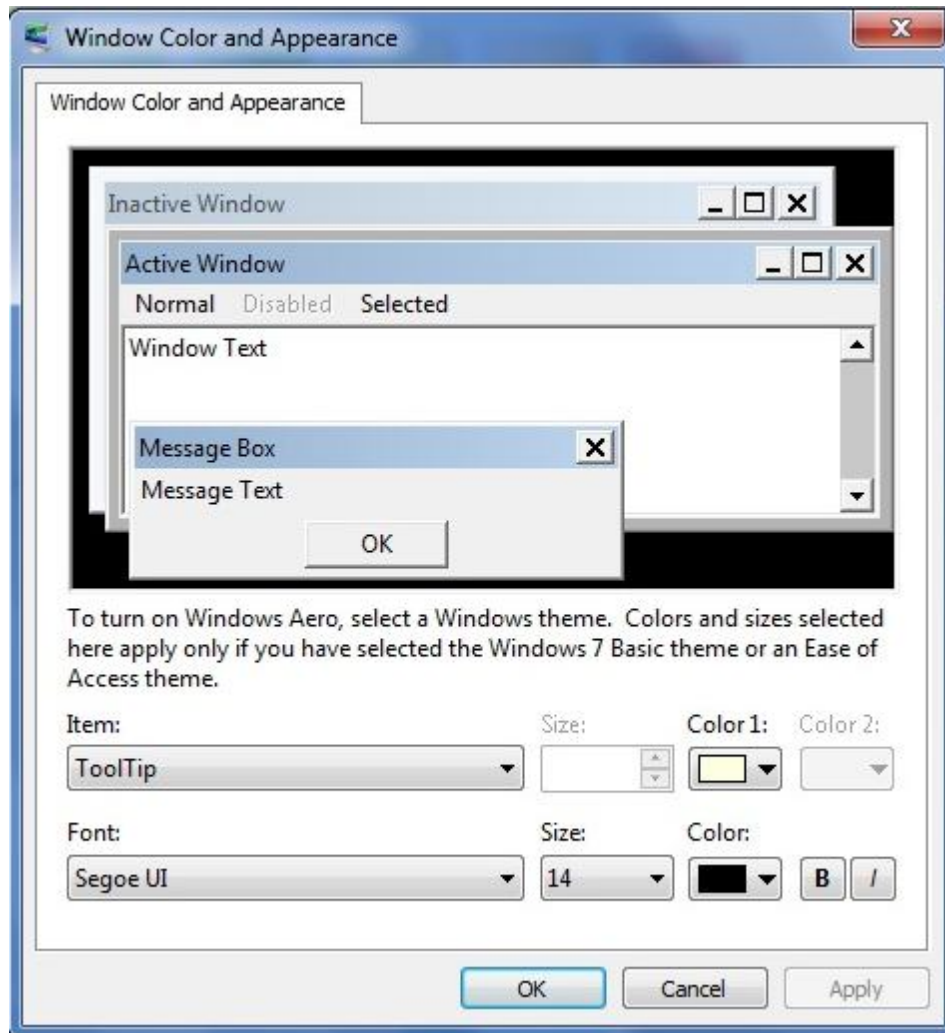 Window Color and Appearance
Window Color and Appearance
Inactive Window
Active Window
Normal Disabled Selected
Window Text
Message Box
Message Text
OK
To turn on Windows Aero, select a Windows theme. Colors and sizes selected
here apply only if you have selected the Windows 7 Basic theme or an Ease of
Access theme.
Item: Size: Color 1: Color 2:
ToolTip
Font: Size: Color:
Segoe UI 14 B I
OK Cancel Apply